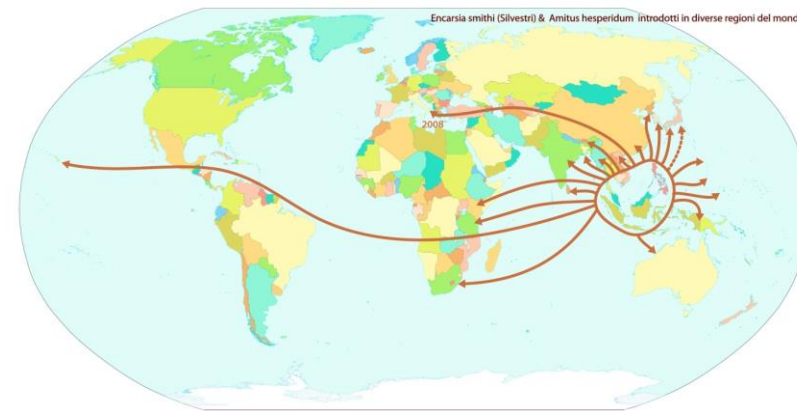 Encarsia smithi (Silvestri) & Amitus hesperidum introdotti in diverse regioni del mond
2008